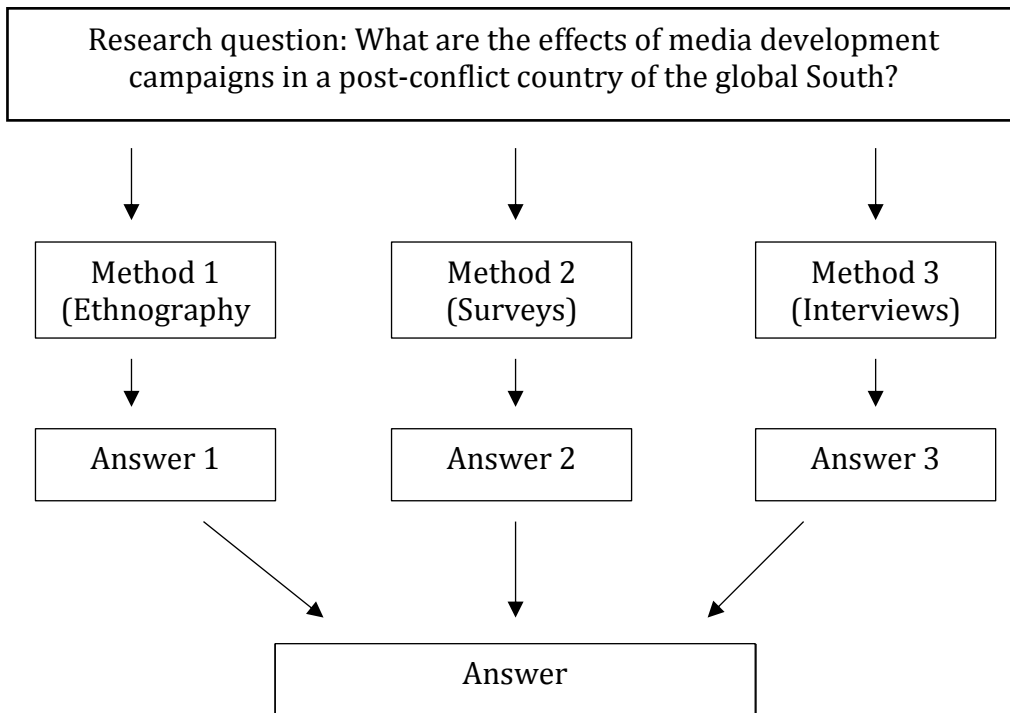 Research question: What are the effects of media development
campaigns in a post-conflict country of the global South?
Method 1
(Ethnography
Method 2
(Surveys)
Method 3
(Interviews)
Answer 1
Answer 2
Answer 3
Answer